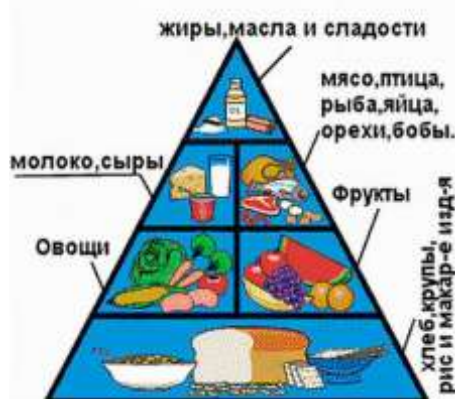 жиры,масла и сладости
мясо,птица,
рыба,яйца,
орехи,бобы.
молоко,сыры
Фрукты
Овощи
хлеб,крупы,
рис и макар-е изд-я